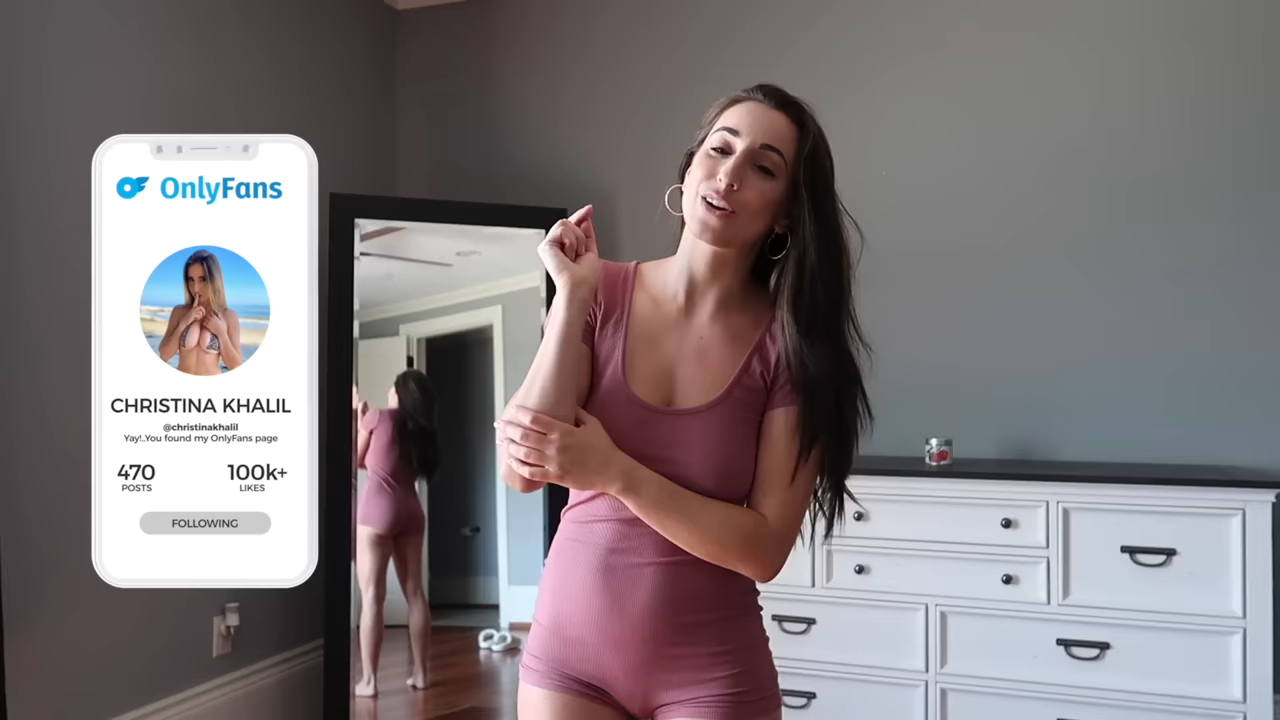 OnlyFans
CHRISTINA KHALIL
@christinakhalil
Yay!..You found my OnlyFans page
470
POSTS
100k+
LIKES
FOLLOWING